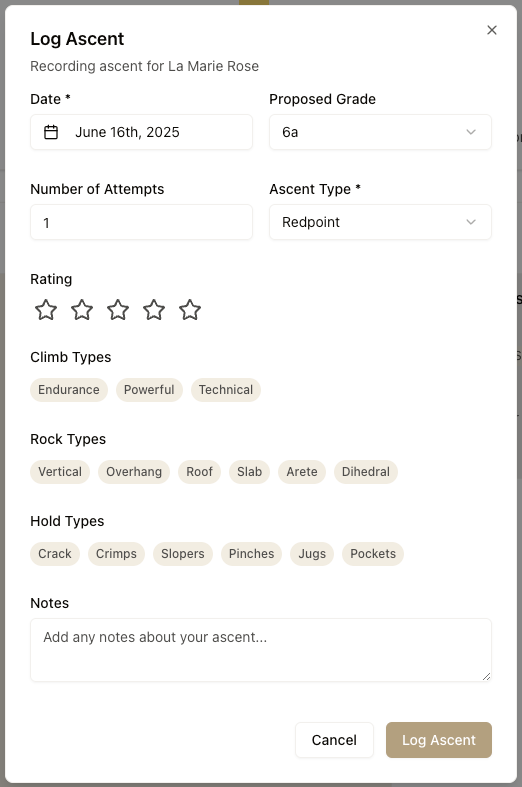 Log Ascent
Recording ascent for La Marie Rose
Date * Proposed Grade
June 16th, 2025 6a
Number of Attempts Ascent Type *
1 Redpoint
Rating
Climb Types
Endurance Powerful Technical
Rock Types
Vertical Overhang Roof Slab Arete Dihedral
Hold Types
Crack Crimps Slopers Pinches Jugs Pockets
Notes
Add any notes about your ascent...
Cancel Log Ascent